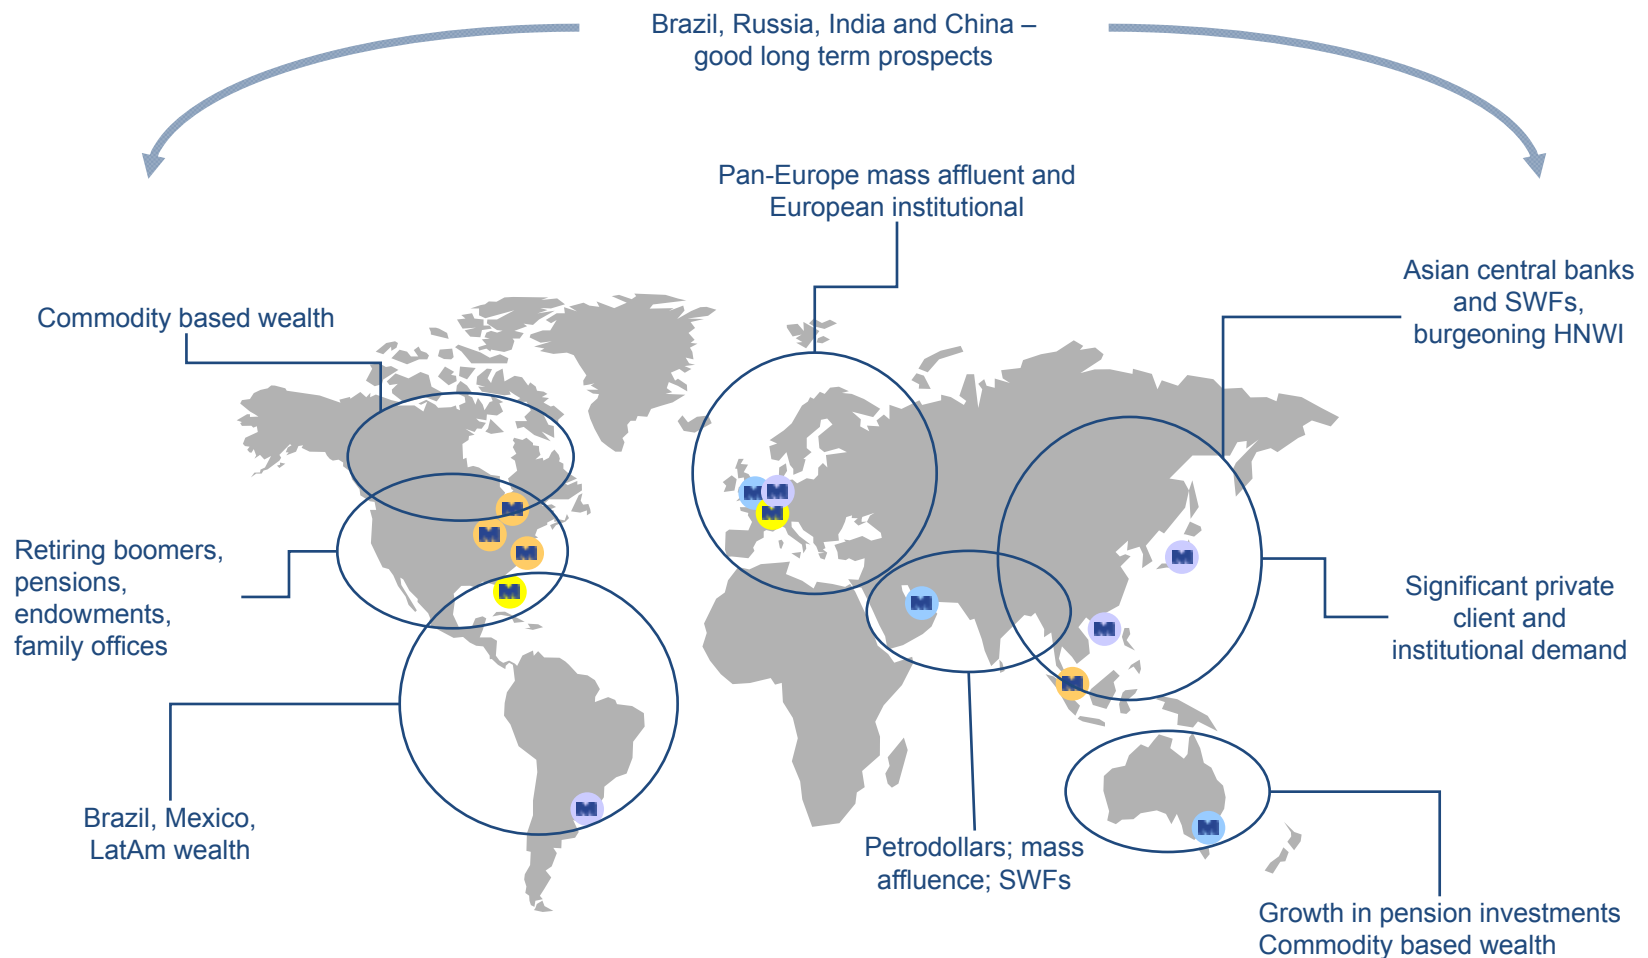 Brazil, Russia, India and China –
good long term prospects
Pan-Europe mass affluent and
European institutional
Asian central banks
and SWFs,
burgeoning HNWI
Commodity based wealth
Retiring boomers,
pensions,
endowments,
family offices
Significant private
client and
institutional demand
Brazil, Mexico,
LatAm wealth
Petrodollars; mass
affluence; SWFs
Growth in pension investments
Commodity based wealth
M
M
M
M
M
M
M
M
M
M
M
M
M